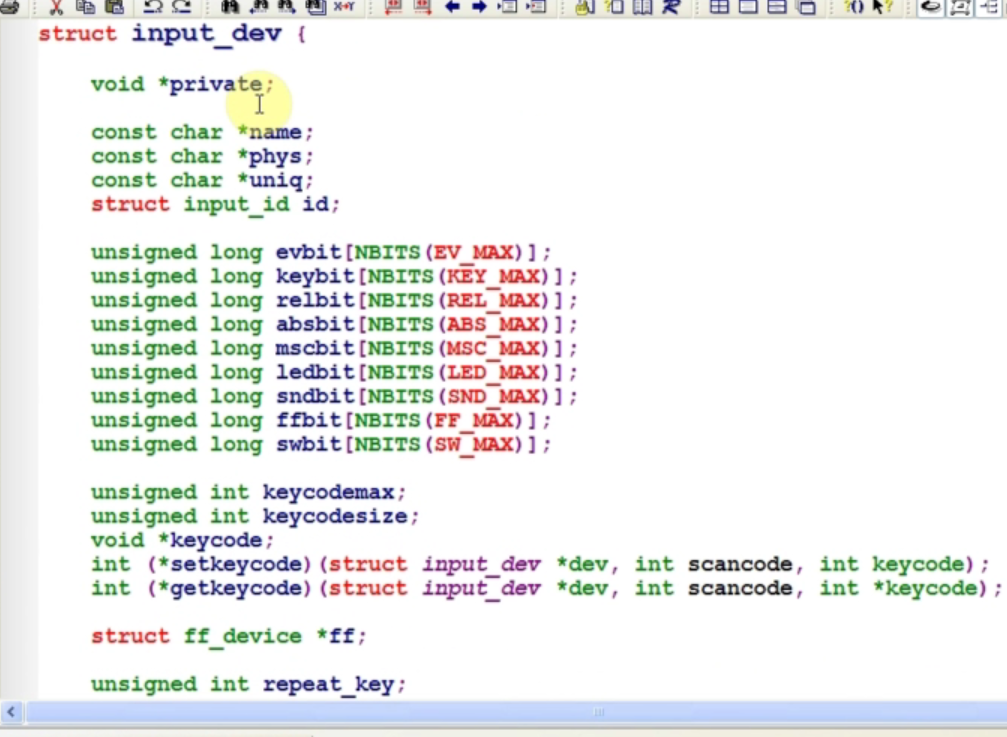 struct input_dev {
void *private;
const char *name;
const char *phys;
const char *uniq;
struct input_id id;
unsigned long evbit[NBITS(EV_MAX)];
unsigned long keybit[NBITS(KEY_MAX)];
unsigned long relbit[NBITS(REL_MAX)];
unsigned long absbit[NBITS(ABS_MAX)];
unsigned long mscbit[NBITS(MSC_MAX)];
unsigned long ledbit[NBITS(LED_MAX)];
unsigned long sndbit[NBITS(SND_MAX)];
unsigned long ffbit[NBITS(FF_MAX)];
unsigned long swbit[NBITS(SW_MAX)];
unsigned int keycodemax;
unsigned int keycodesize;
void *keycode;
int (*setkeycode)(struct input_dev *dev, int scancode, int keycode);
int (*getkeycode)(struct input_dev *dev, int scancode, int *keycode);
struct ff_device *ff;
unsigned int repeat_key;